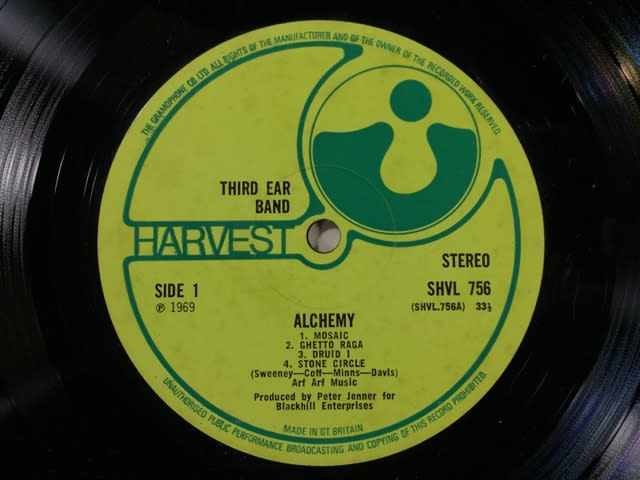 THE GRAMOPHONE CO. LTD. ALL RIGHTS OF THE MANUFACTURER AND OF THE OWNER OF THE RECORDED WORK RESERVED.
THIRD EAR
BAND
HARVEST
STEREO
SIDE 1
SHVL 756
℗ 1969
(SHVL.756A) 33⅓
ALCHEMY
1. MOSAIC
2. GHETTO RAGA
3. DRUID I
4. STONE CIRCLE
(Sweeney—Coff—Minns—Davis)
Arf Arf Music
Produced by Peter Jenner for
Blackhill Enterprises
MADE IN GT. BRITAIN
UNAUTHORISED PUBLIC PERFORMANCE BROADCASTING AND COPYING OF THIS RECORD PROHIBITED.